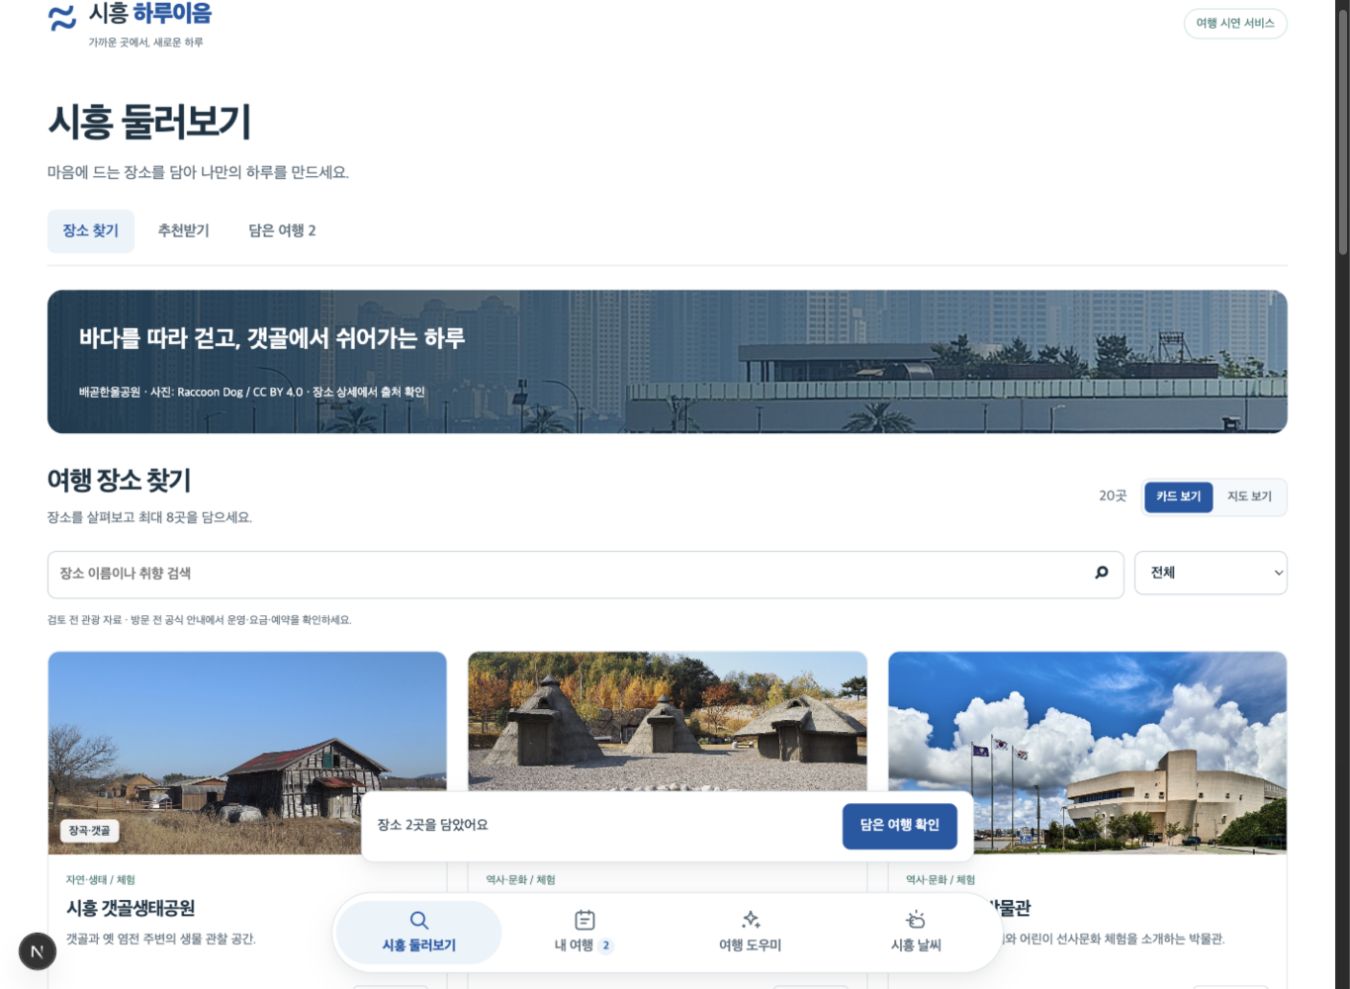 시흥 하루이음
가까운 곳에서, 새로운 하루
여행 시연 서비스
시흥 둘러보기
마음에 드는 장소를 담아 나만의 하루를 만드세요.
장소 찾기
추천받기
담은 여행 2
바다를 따라 걷고, 갯골에서 쉬어가는 하루
배곧한울공원 · 사진: Raccoon Dog / CC BY 4.0 · 장소 상세에서 출처 확인
여행 장소 찾기
장소를 살펴보고 최대 8곳을 담으세요.
20곳
카드 보기
지도 보기
장소 이름이나 취향 검색
전체
검토 전 관광 자료 · 방문 전 공식 안내에서 운영·요금·예약을 확인하세요.
장곡·갯골
장소 2곳을 담았어요
담은 여행 확인
자연·생태 / 체험
시흥 갯골생태공원
갯골과 옛 염전 주변의 생물 관찰 공간.
역사·문화 / 체험
역사·문화 / 체험
박물관
와 어린이 선사문화 체험을 소개하는 박물관.
N
시흥 둘러보기
내 여행 2
여행 도우미
시흥 날씨